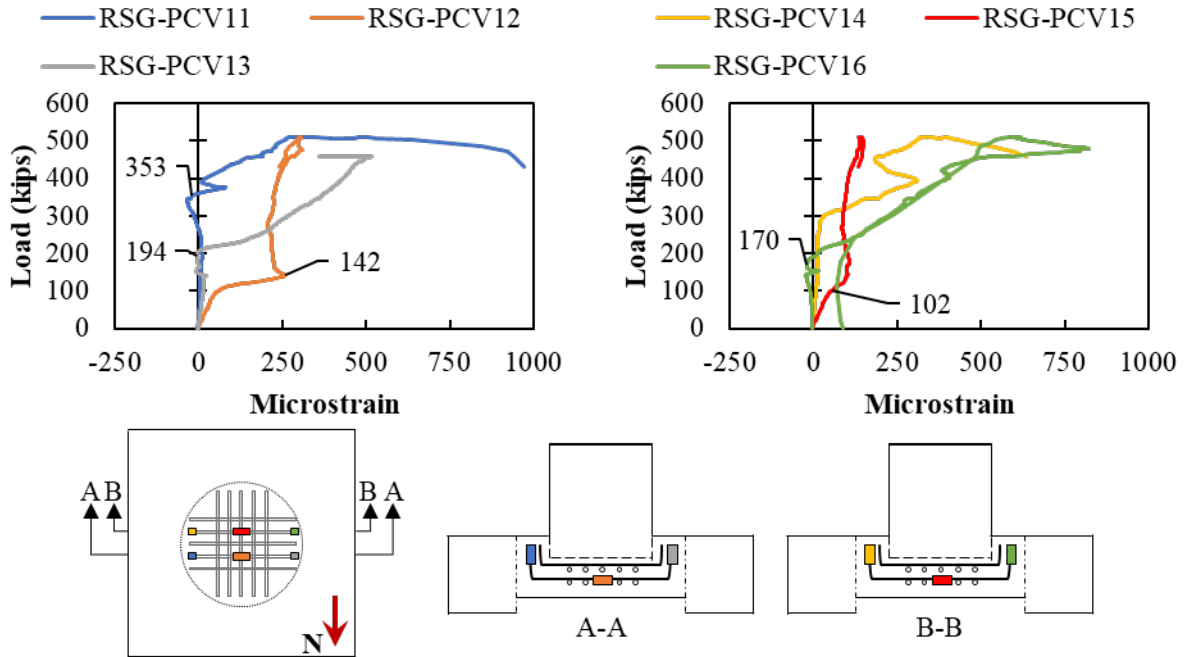 RSG-PCV11 RSG-PCV12
RSG-PCV13
RSG-PCV14 RSG-PCV15
RSG-PCV16
Load (kips)
600
500
400
300
200
100
0
353
194
142
-250 0 250 500 750 1000
Microstrain
Load (kips)
600
500
400
300
200
100
0
170
102
-250 0 250 500 750 1000
Microstrain
A B B A
N
A-A
B-B